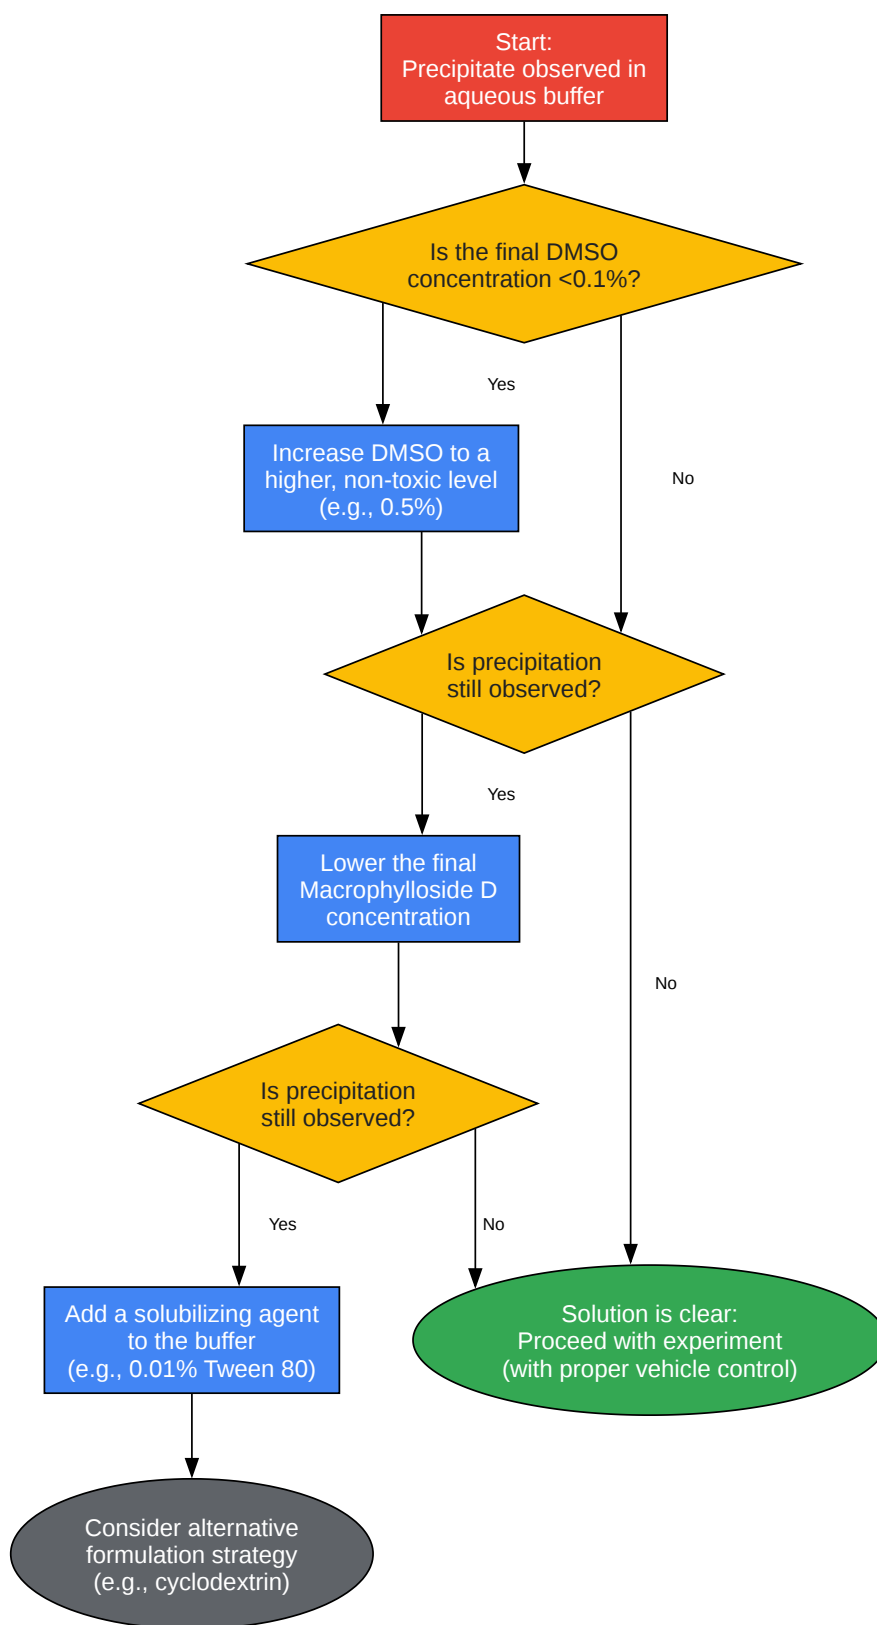 Start:
Precipitate observed in
aqueous buffer
Is the final DMSO
concentration <0.1%?
Yes
Increase DMSO to a
higher, non-toxic level
(e.g., 0.5%)
No
Is precipitation
still observed?
Yes
Lower the final
Macrophylloside D
concentration
No
Is precipitation
still observed?
Yes
No
Add a solubilizing agent
to the buffer
(e.g., 0.01% Tween 80)
Solution is clear:
Proceed with experiment
(with proper vehicle control)
Consider alternative
formulation strategy
(e.g., cyclodextrin)